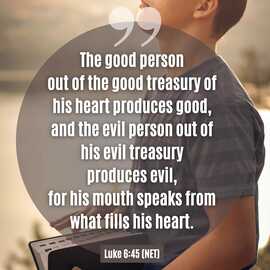 The good person
out of the good treasury of
his heart produces good,
and the evil person out of
his evil treasury
produces evil,
for his mouth speaks from
what fills his heart.
Luke 6:45 (NET)